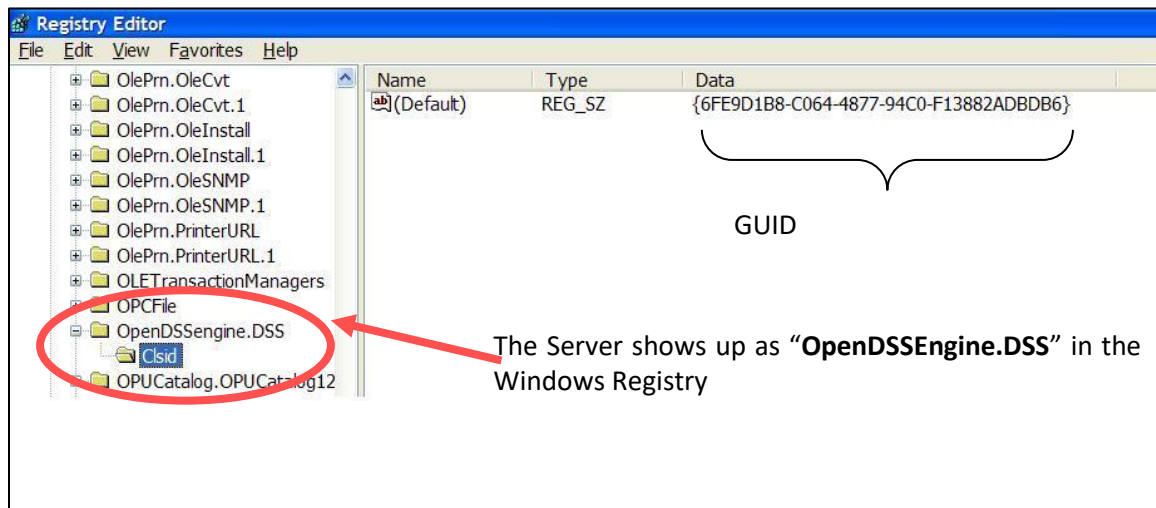 Registry Editor
File Edit View Favorites Help
OlePrn.OleCvt
OlePrn.OleCvt.1
OlePrn.OleInstall
OlePrn.OleInstall.1
OlePrn.OleSNMP
OlePrn.OleSNMP.1
OlePrn.PrinterURL
OlePrn.PrinterURL.1
OLETransactionManagers
OPCFile
OpenDSSengine.DSS
Clsid
OPUCatalog.OPUCatalog12
Name Type Data
ab (Default) REG_SZ {6FE9D1B8-C064-4877-94C0-F13882ADBDB6}
GUID
The Server shows up as “OpenDSSEngine.DSS” in the
Windows Registry